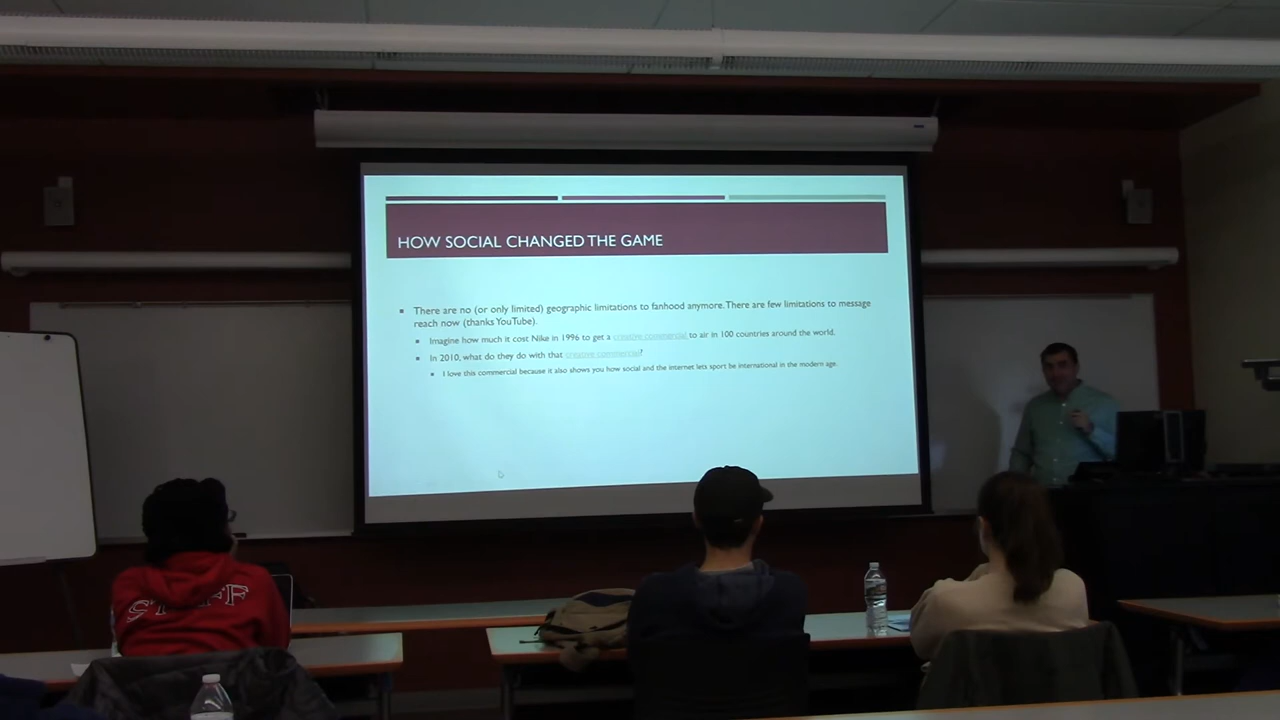 HOW SOCIAL CHANGED THE GAME
There are no (or only limited) geographic limitations to fanhood anymore. There are few limitations to message
reach now (thanks YouTube).
Imagine how much it cost Nike in 1996 to get a creative commercial to air in 100 countries around the world.
In 2010, what do they do with that creative commercial?
I love this commercial because it also shows you how social and the internet lets sport be international in the modern age.
STAFF